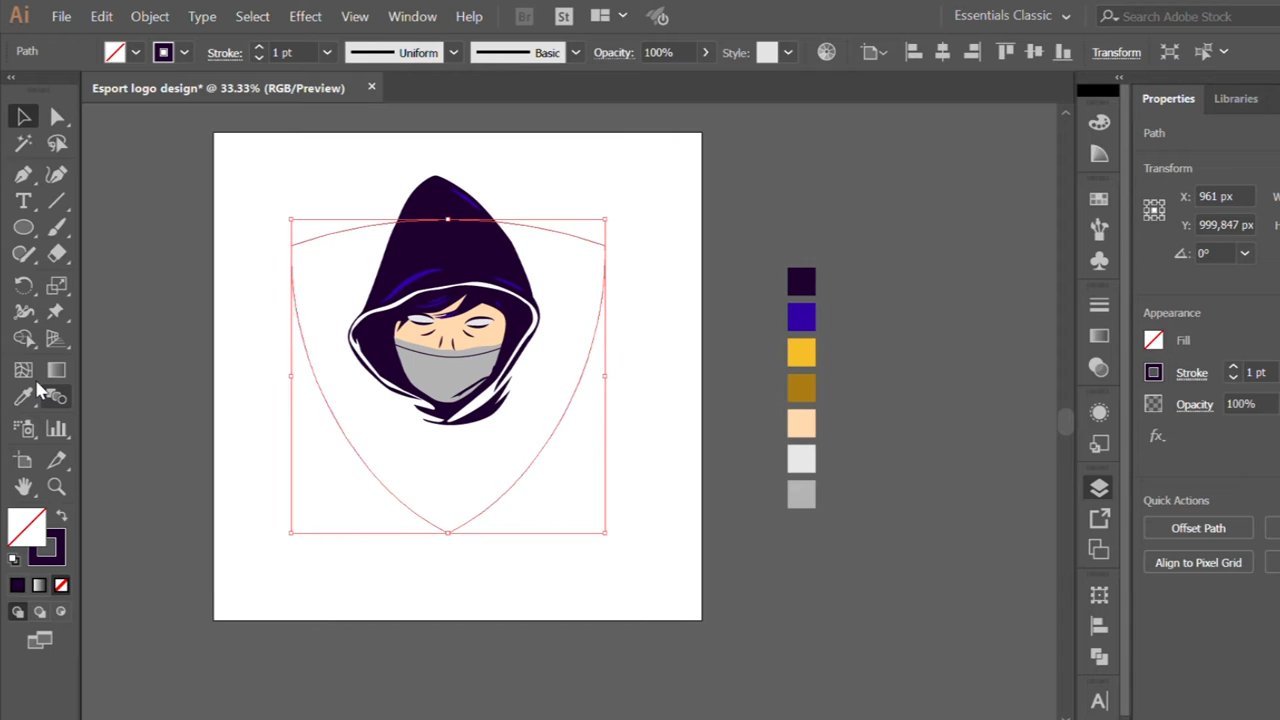 Ai File Edit Object Type Select Effect View Window Help Br St Essentials Classic Search Adobe Stock
Path Stroke: 1 pt Uniform Basic Opacity: 100% Style: Transform
Esport logo design* @ 33.33% (RGB/Preview)
Properties Libraries
Path
Transform
X: 961 px
Y: 999,847 px
0°
Appearance
Fill
Stroke 1 pt
Opacity 100%
fx
Quick Actions
Offset Path
Align to Pixel Grid